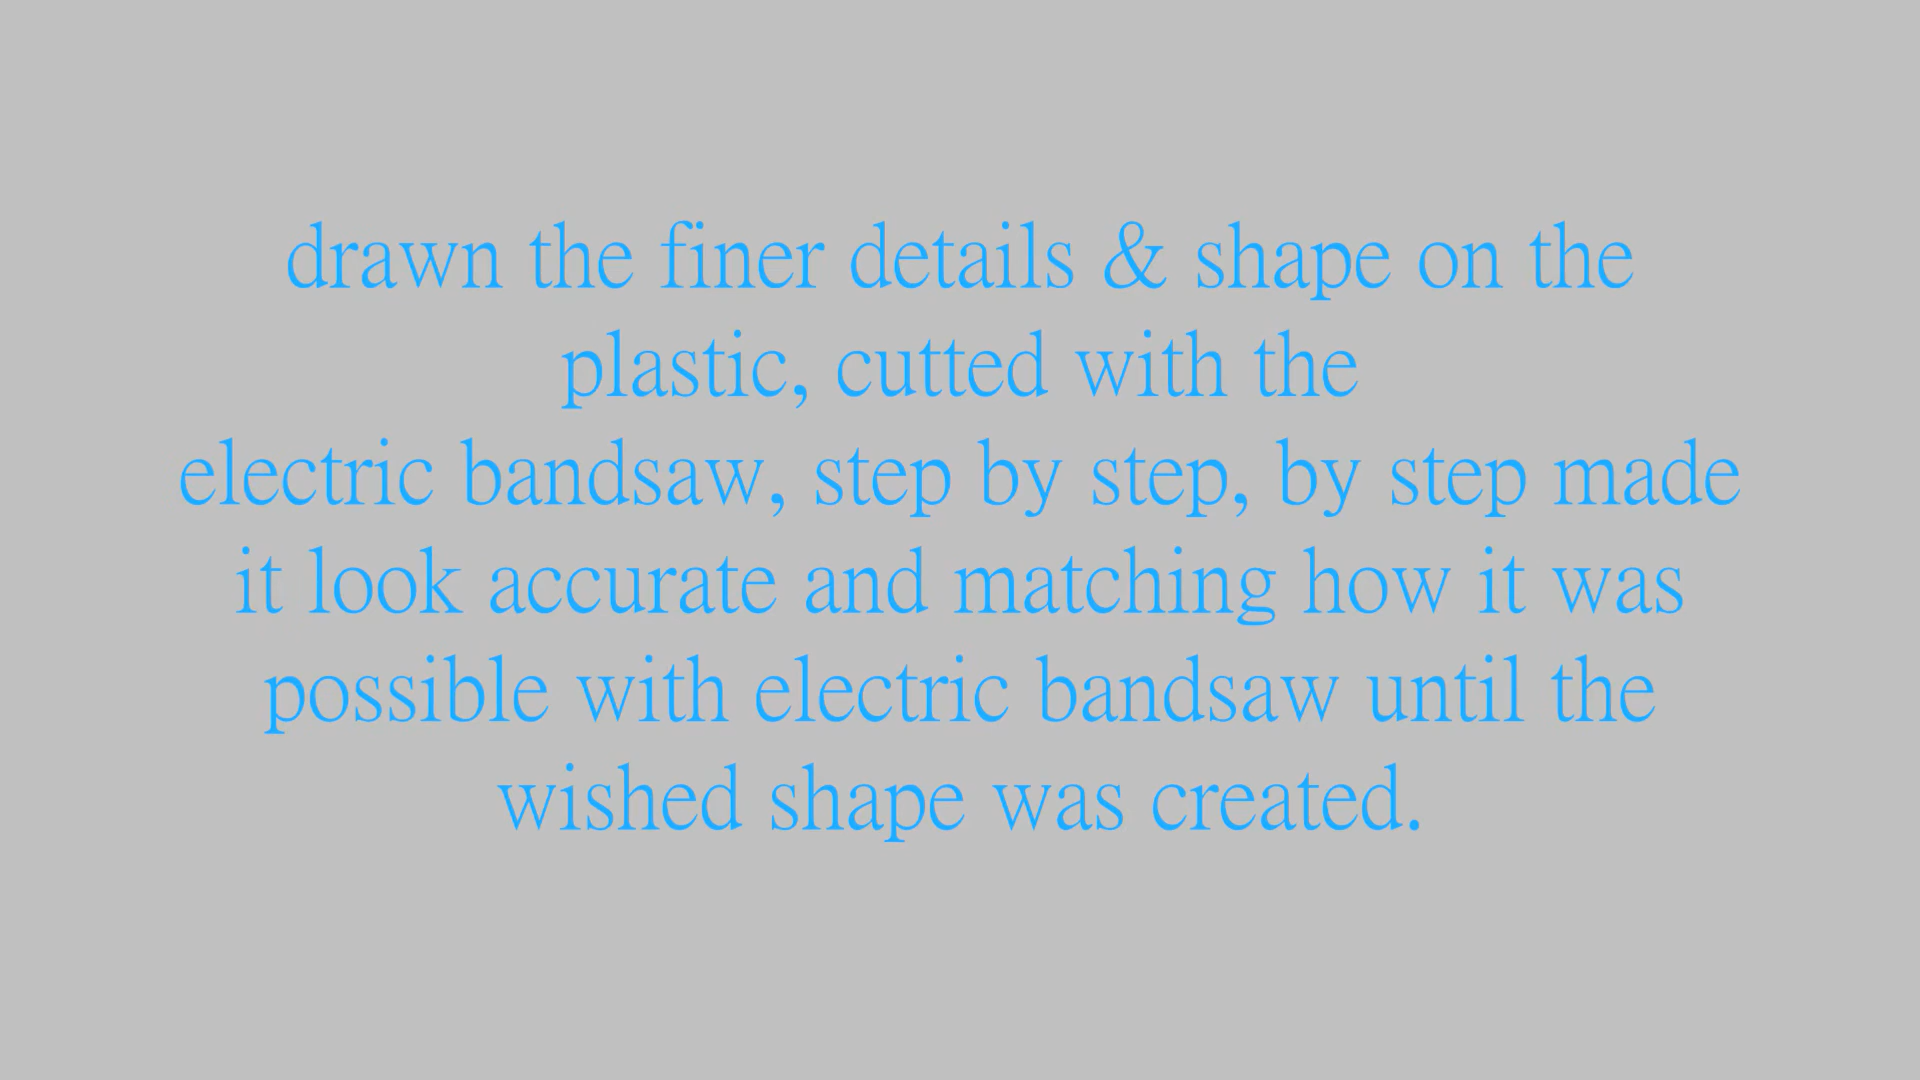 drawn the finer details & shape on the
plastic, cutted with the
electric bandsaw, step by step, by step made
it look accurate and matching how it was
possible with electric bandsaw until the
wished shape was created.